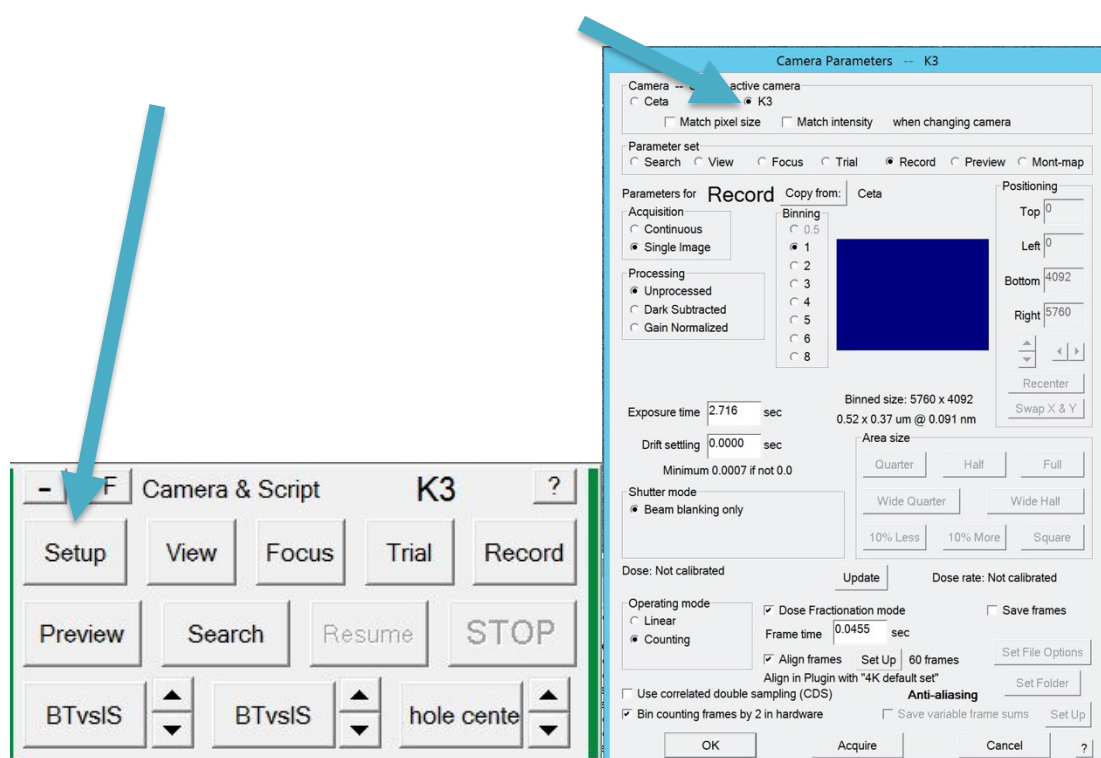 Camera Parameters -- K3
Camera -- active camera
Ceta K3
Match pixel size Match intensity when changing camera
Parameter set
Search View Focus Trial Record Preview Mont-map
Parameters for Record Copy from: Ceta
Positioning
Top 0
Left 0
Bottom 4092
Right 5760
Recenter
Swap X & Y
Acquisition
Continuous
Single Image
Binning
0.5
1
2
3
4
5
6
8
Processing
Unprocessed
Dark Subtracted
Gain Normalized
Binned size: 5760 x 4092
0.52 x 0.37 um @ 0.091 nm
Exposure time 2.716 sec
Drift settling 0.0000 sec
Minimum 0.0007 if not 0.0
Area size
Quarter Half Full
Wide Quarter Wide Half
10% Less 10% More Square
Shutter mode
Beam blanking only
Dose: Not calibrated Update Dose rate: Not calibrated
Operating mode
Linear
Counting
Dose Fractionation mode Save frames
Frame time 0.0455 sec
Align frames Set Up 60 frames Set File Options
Align in Plugin with "4K default set"
Set Folder
Use correlated double sampling (CDS) Anti-aliasing
Bin counting frames by 2 in hardware Save variable frame sums Set Up
OK Acquire Cancel ?
- F Camera & Script K3 ?
Setup View Focus Trial Record
Preview Search Resume STOP
BTvsIS BTvsIS hole cente